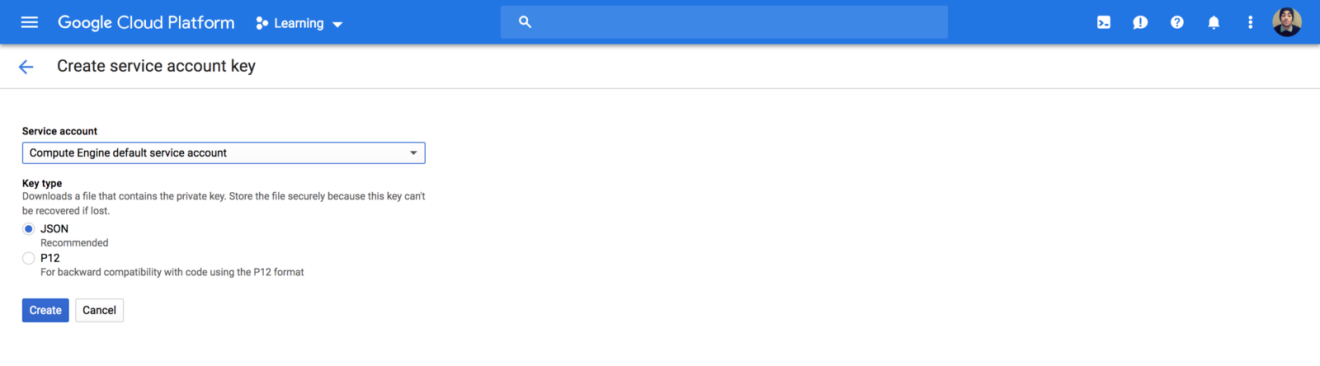 Google Cloud Platform Learning
Create service account key
Service account
Compute Engine default service account
Key type
Downloads a file that contains the private key. Store the file securely because this key can't
be recovered if lost.
JSON
Recommended
P12
For backward compatibility with code using the P12 format
Create Cancel